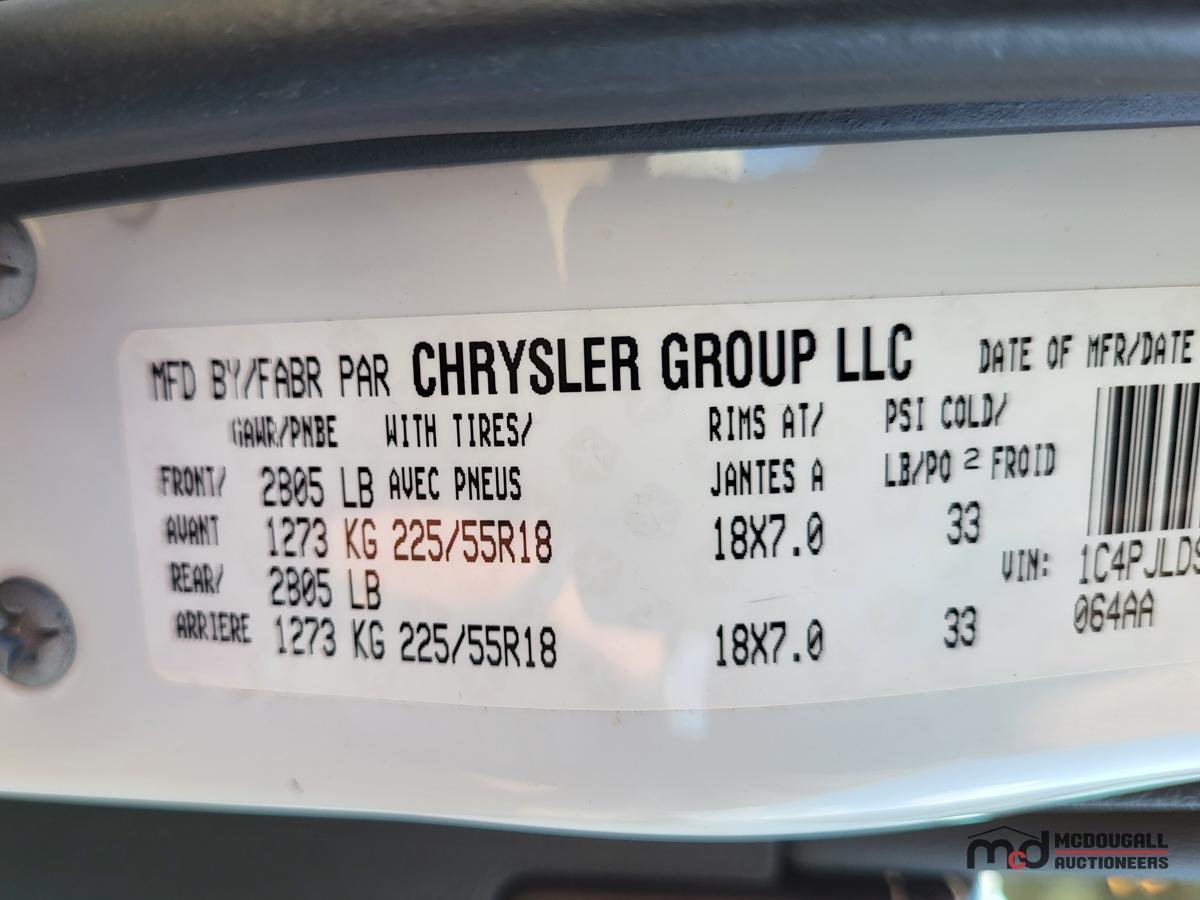 MFD BY/FABR PAR CHRYSLER GROUP LLC DATE OF MFR/DATE
GAWR/PNBE WITH TIRES/ RIMS AT/ PSI COLD/
FRONT/ 2805 LB AVEC PNEUS JANTES A LB/PO 2 FROID
AVANT 1273 KG 225/55R18 18X7.0 33
REAR/ 2805 LB VIN: 1C4PJLDS
ARRIERE 1273 KG 225/55R18 18X7.0 33 064AA
mcd MCDOUGALL
AUCTIONEERS